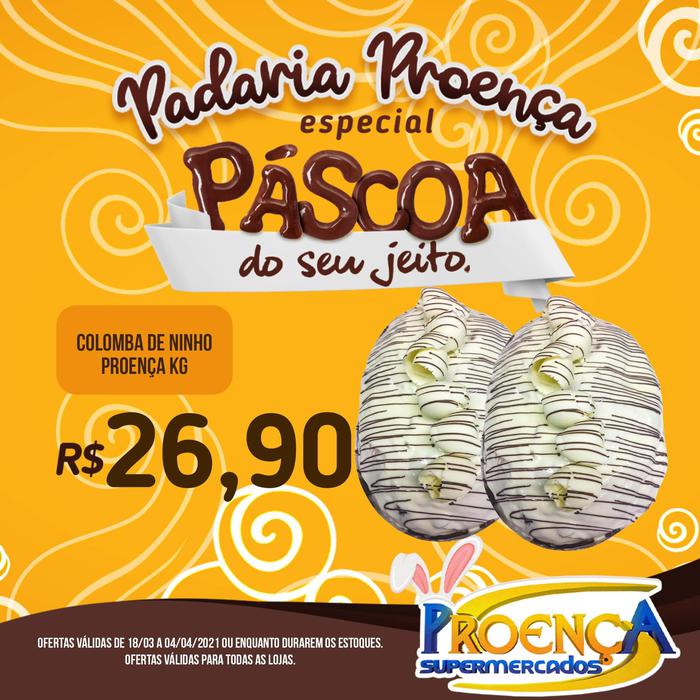 Padaria Proença
especial
PÁSCOA
do seu jeito.
COLOMBA DE NINHO
PROENÇA KG
R$26,90
PROENÇA
SUPERMERCADOS
OFERTAS VÁLIDAS DE 18/03 A 04/04/2021 OU ENQUANTO DURAREM OS ESTOQUES.
OFERTAS VÁLIDAS PARA TODAS AS LOJAS.